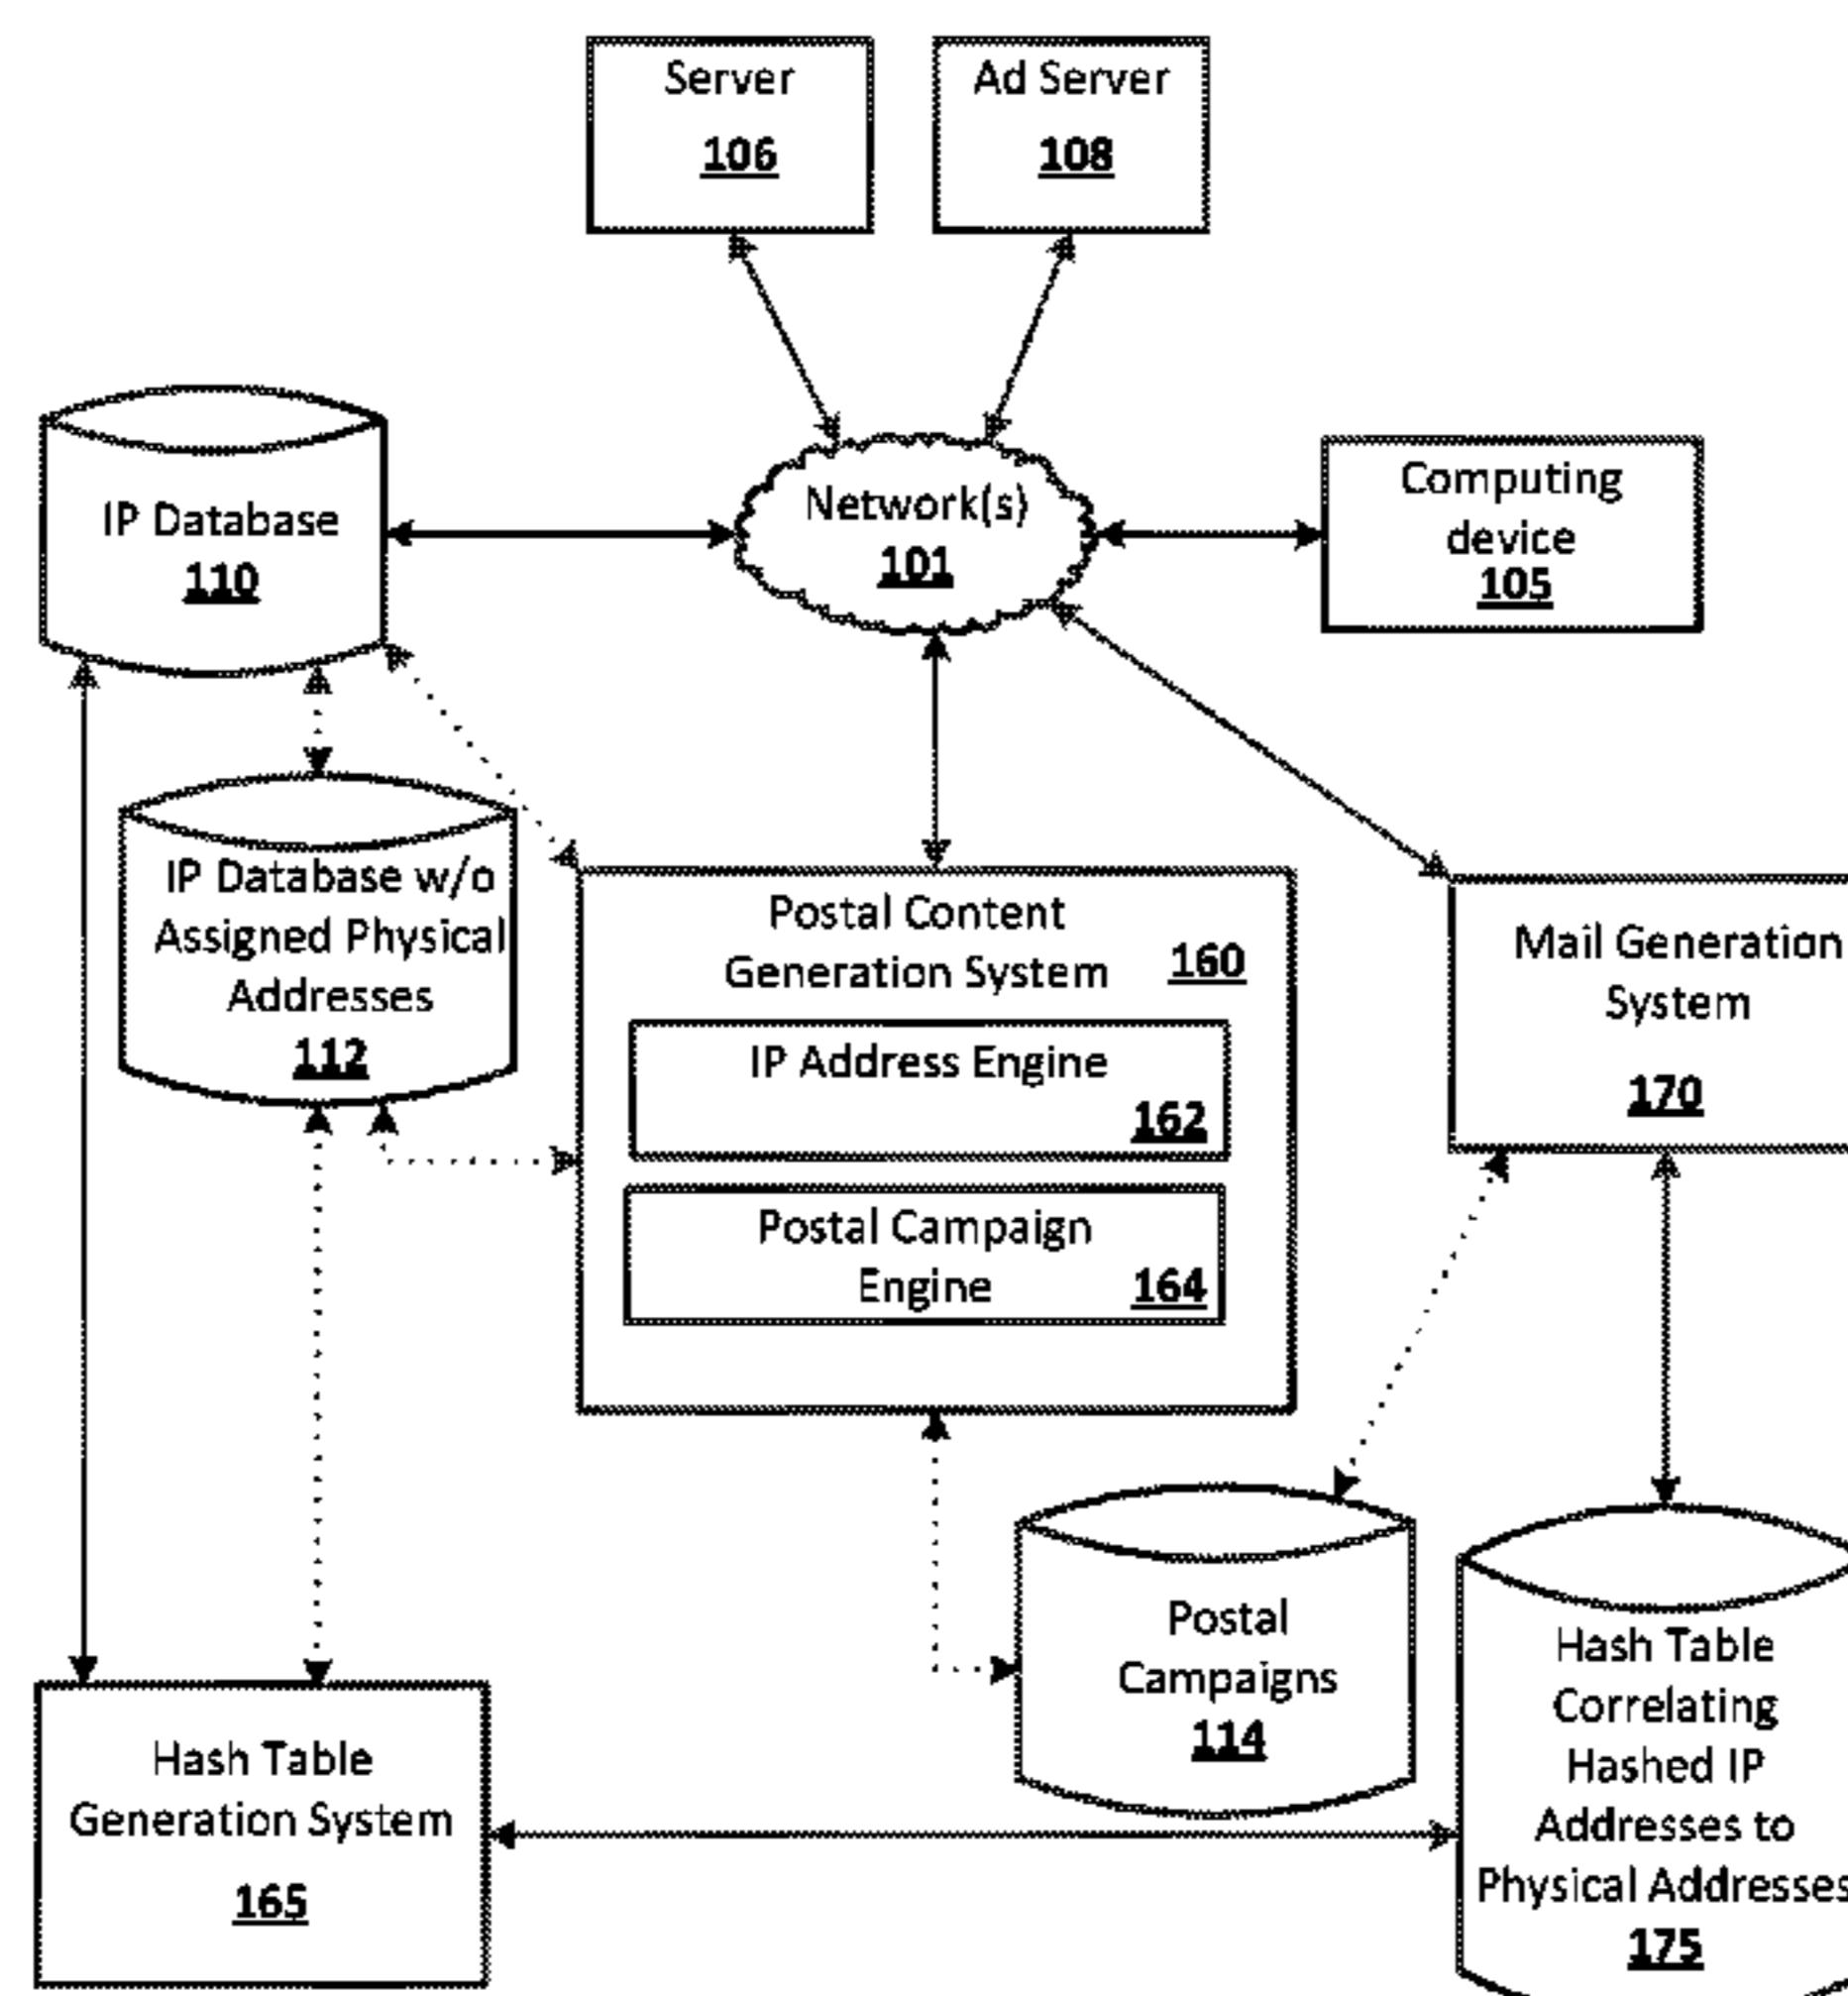 Server
106
Ad Server
108
IP Database
110
Network(s)
101
Computing
device
105
IP Database w/o
Assigned Physical
Addresses
112
Postal Content
Generation System
160
IP Address Engine
162
Postal Campaign
Engine
164
Mail Generation
System
170
Postal
Campaigns
114
Hash Table
Generation System
165
Hash Table
Correlating
Hashed IP
Addresses to
Physical Addresses
175